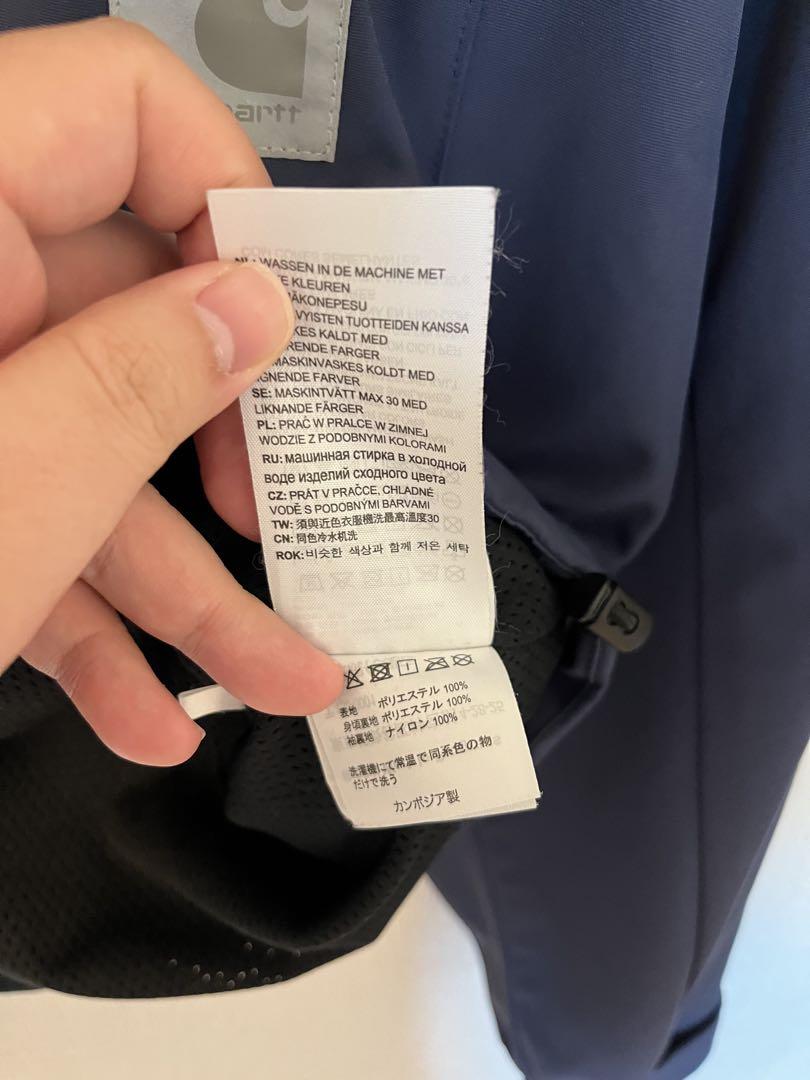 artt
WASSEN IN DE MACHINE MET
KLEUREN
VYISTEN TUOTTEIDEN KANSSA
KALDT MED
FARGER
MASKINVASKES KOLDT MED
FARVER
SE: MASKINTVÄTT MAX 30 MED
LIKNANDE FÄRGER
PL: PRAĆ W PRALCE W ZIMNEJ
WODZIE Z PODOBNYMI KOLORAMI
RU: машинная стирка в холодной
воде изделий сходного цвета
CZ: PRÁT V PRAČCE, CHLADNÉ
VODĚ S PODOBNÝMI BARVAMI
TW: 須與近色衣服機洗最高溫度30
CN: 同色冷水机洗
ROK: 비슷한 색상과 함께 저온 세탁
表地 ポリエステル 100%
身頃裏地 ポリエステル 100%
袖裏地 ナイロン 100%
洗濯機にて常温で同系色の物
だけで洗う
カンボジア製